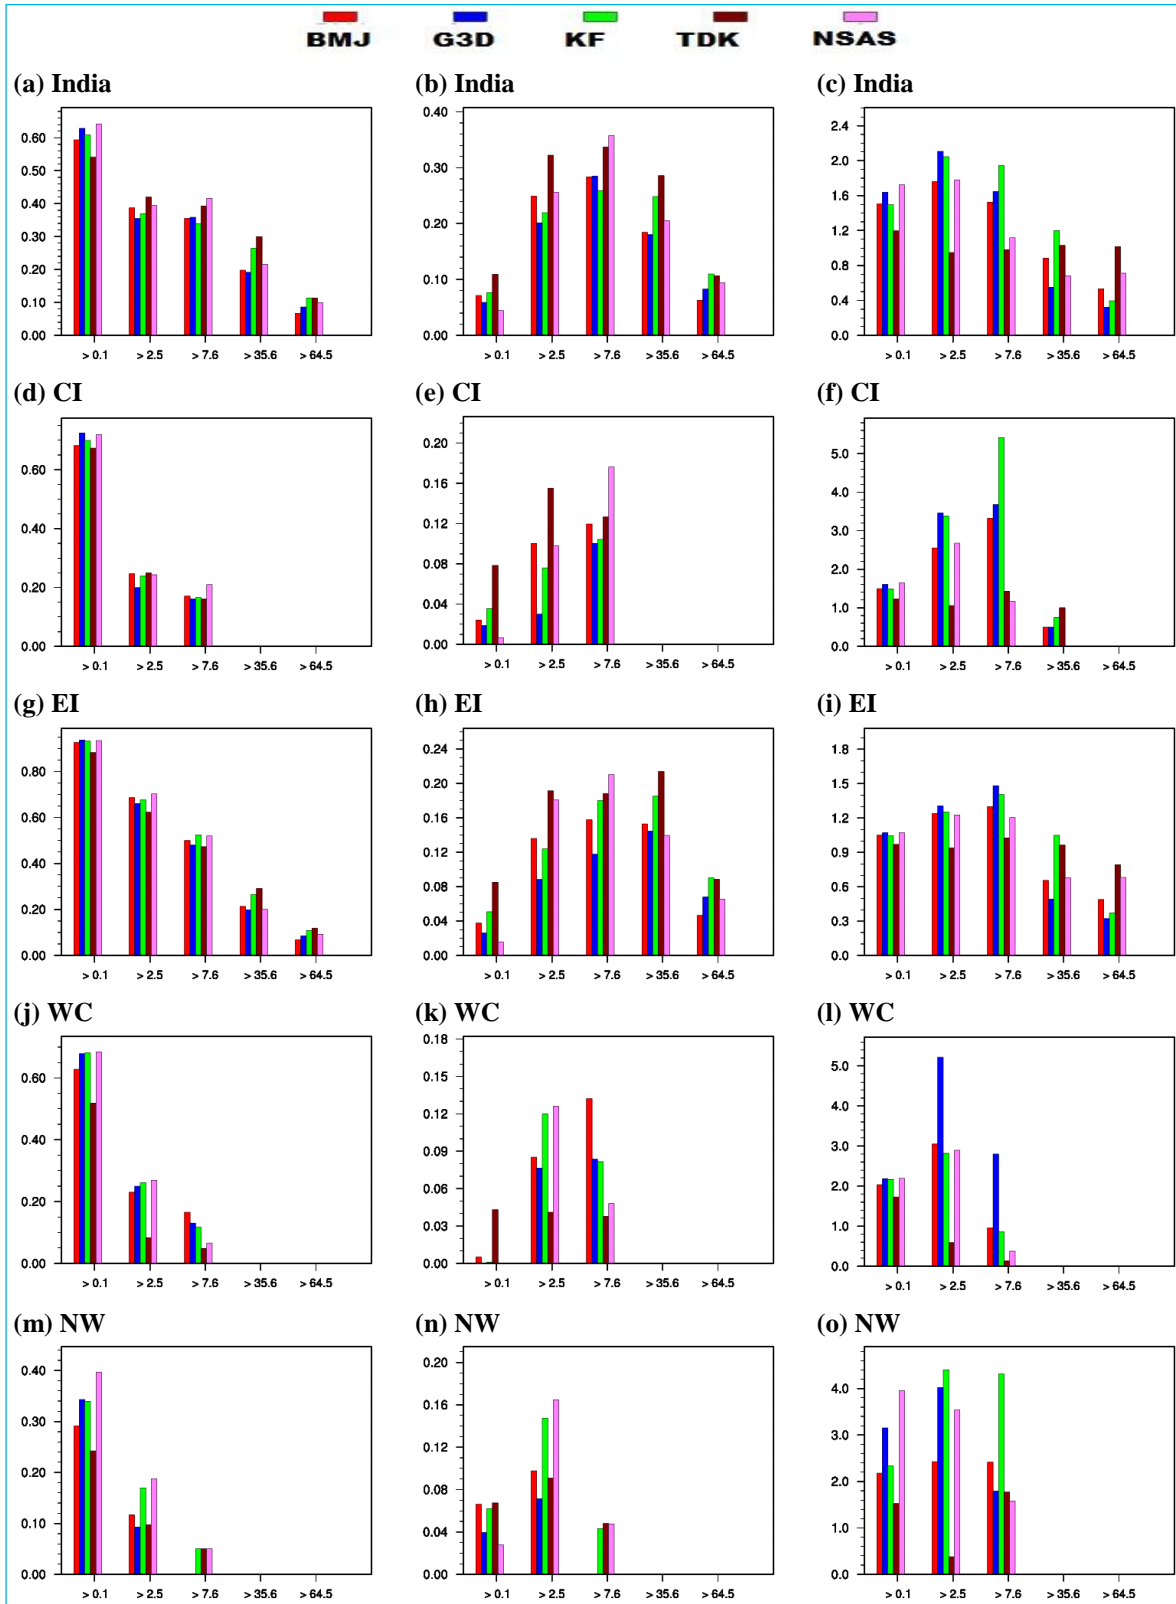 BMJ G3D KF TDK NSAS
(a) India (b) India (c) India
0.60 0.40 2.4
0.50 0.30 2.0
0.40 0.20 1.6
0.30 0.10 1.2
0.20 0.00 0.8
0.10 0.4
0.00 0.0
> 0.1 > 2.5 > 7.6 > 35.6 > 64.5 > 0.1 > 2.5 > 7.6 > 35.6 > 64.5 > 0.1 > 2.5 > 7.6 > 35.6 > 64.5
(d) CI (e) CI (f) CI
0.60 0.20 5.0
0.40 0.16 4.0
0.20 0.12 3.0
0.00 0.08 2.0
0.04 1.0
0.00 0.0
> 0.1 > 2.5 > 7.6 > 35.6 > 64.5 > 0.1 > 2.5 > 7.6 > 35.6 > 64.5 > 0.1 > 2.5 > 7.6 > 35.6 > 64.5
(g) EI (h) EI (i) EI
0.80 0.24 1.8
0.60 0.20 1.5
0.40 0.16 1.2
0.20 0.12 0.9
0.00 0.08 0.6
0.04 0.3
0.00 0.0
> 0.1 > 2.5 > 7.6 > 35.6 > 64.5 > 0.1 > 2.5 > 7.6 > 35.6 > 64.5 > 0.1 > 2.5 > 7.6 > 35.6 > 64.5
(j) WC (k) WC (l) WC
0.60 0.18 5.0
0.40 0.15 4.0
0.20 0.12 3.0
0.00 0.09 2.0
0.06 1.0
0.03 0.0
0.00
> 0.1 > 2.5 > 7.6 > 35.6 > 64.5 > 0.1 > 2.5 > 7.6 > 35.6 > 64.5 > 0.1 > 2.5 > 7.6 > 35.6 > 64.5
(m) NW (n) NW (o) NW
0.40 0.20 4.0
0.30 0.16 3.0
0.20 0.12 2.0
0.10 0.08 1.0
0.00 0.04 0.0
0.00
> 0.1 > 2.5 > 7.6 > 35.6 > 64.5 > 0.1 > 2.5 > 7.6 > 35.6 > 64.5 > 0.1 > 2.5 > 7.6 > 35.6 > 64.5